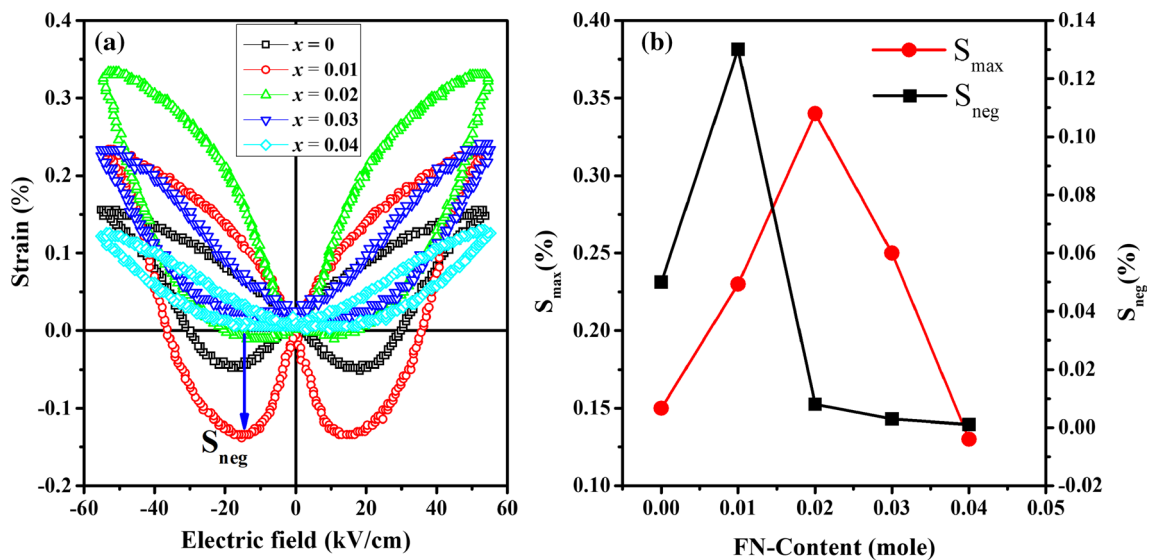 (a)
x = 0
x = 0.01
x = 0.02
x = 0.03
x = 0.04
0.4
0.3
0.2
0.1
0.0
-0.1
-0.2
Strain (%)
Sneg
-60 -40 -20 0 20 40 60
Electric field (kV/cm)
(b)
Smax
Sneg
0.40
0.35
0.30
0.25
0.20
0.15
0.10
Smax(%)
0.14
0.12
0.10
0.08
0.06
0.04
0.02
0.00
-0.02
Sneg(%)
0.00 0.01 0.02 0.03 0.04 0.05
FN-Content (mole)